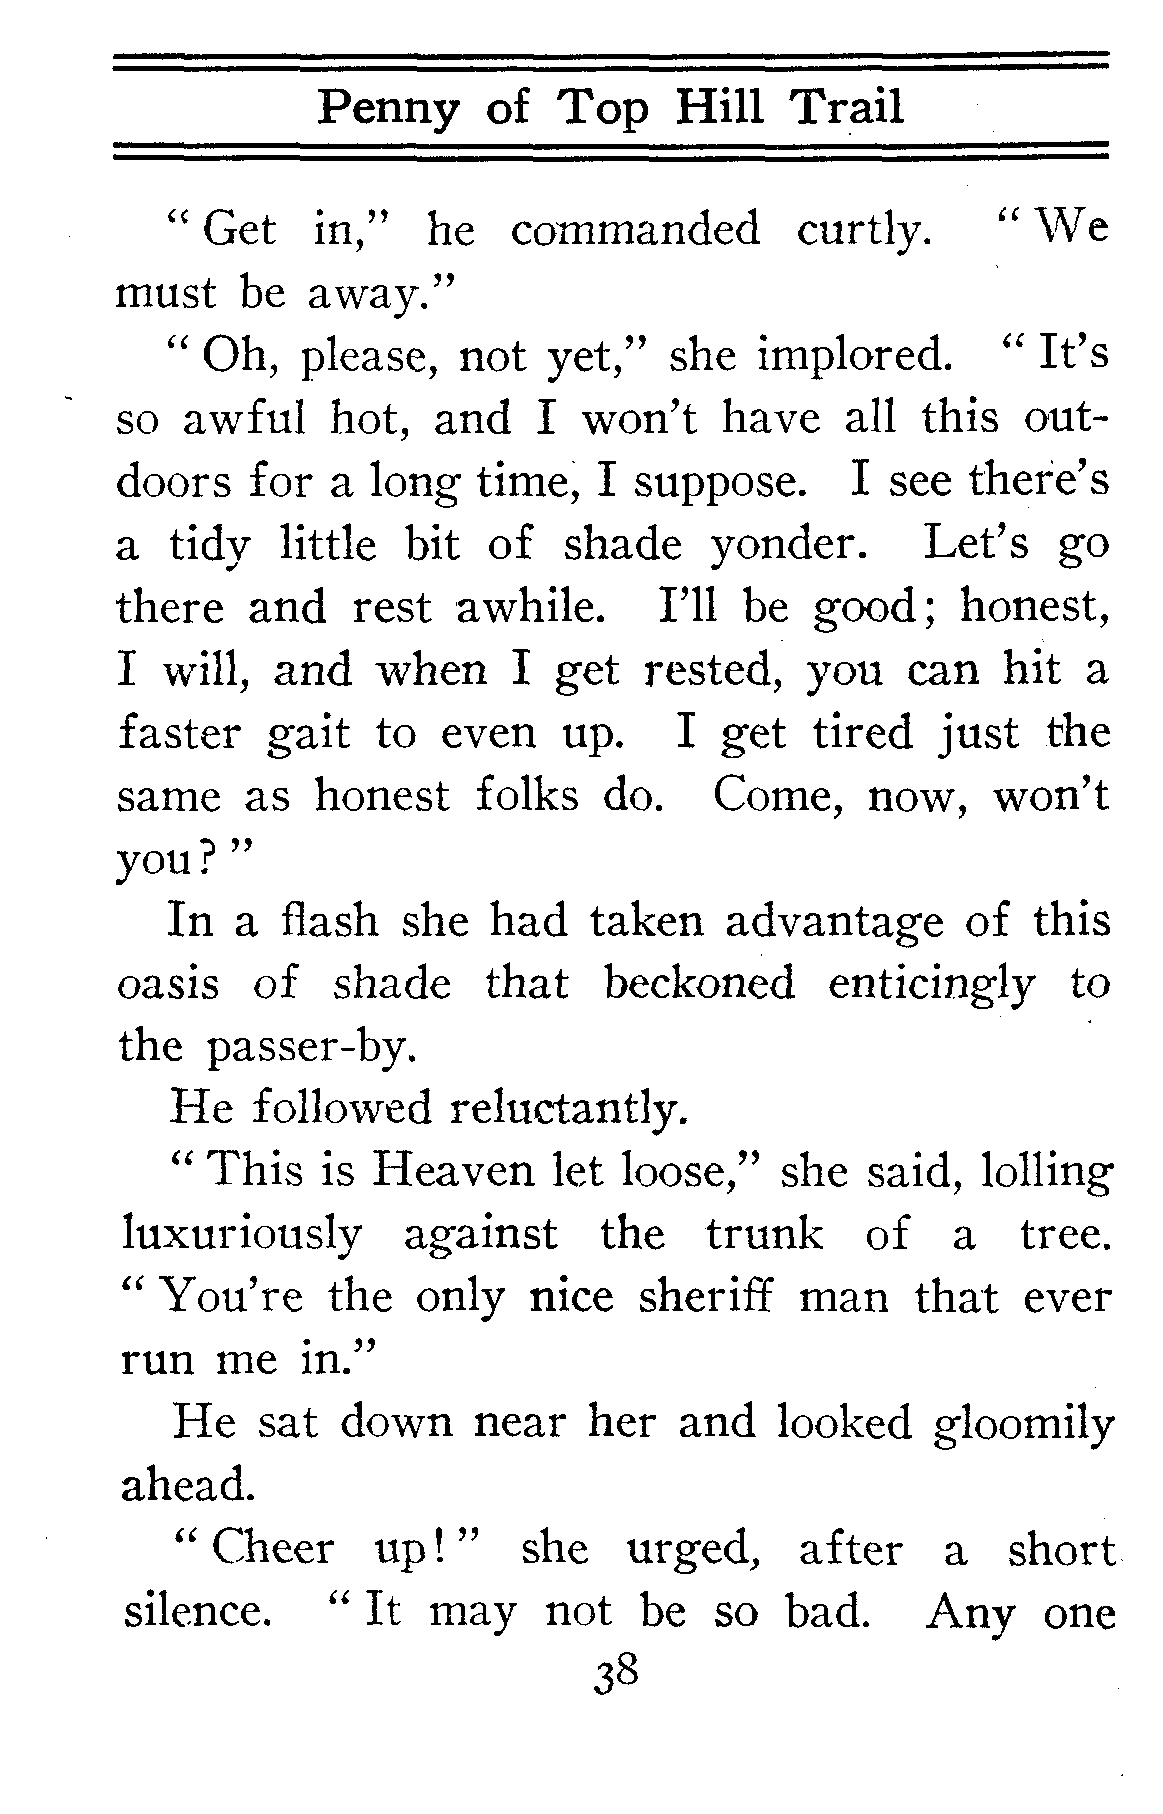 Penny of Top Hill Trail
“ Get in,” he commanded curtly. “ We
must be away.”
“ Oh, please, not yet,” she implored. “ It’s
so awful hot, and I won’t have all this out-
doors for a long time, I suppose. I see there’s
a tidy little bit of shade yonder. Let’s go
there and rest awhile. I’ll be good; honest,
I will, and when I get rested, you can hit a
faster gait to even up. I get tired just the
same as honest folks do. Come, now, won’t
you? ”
In a flash she had taken advantage of this
oasis of shade that beckoned enticingly to
the passer-by.
He followed reluctantly.
“ This is Heaven let loose,” she said, lolling
luxuriously against the trunk of a tree.
“ You’re the only nice sheriff man that ever
run me in.”
He sat down near her and looked gloomily
ahead.
“ Cheer up! ” she urged, after a short
silence. “ It may not be so bad. Any one
38